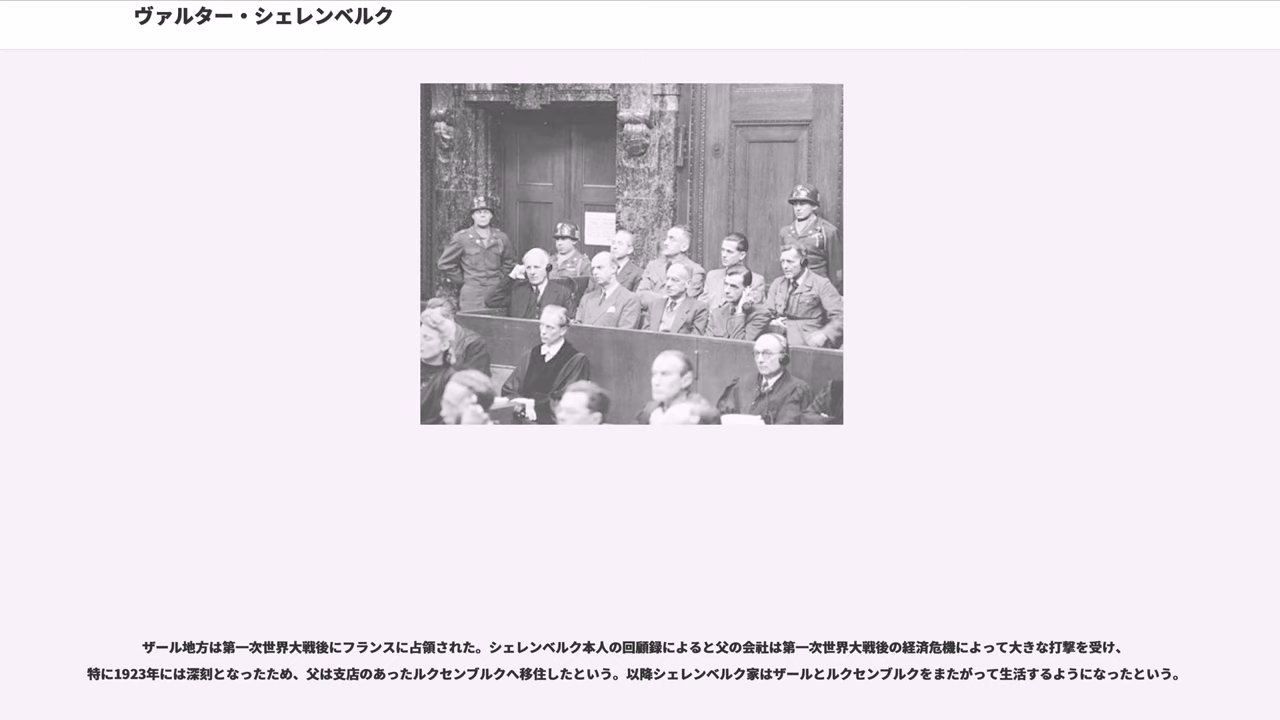 ヴァルター・シェレンベルク
ザール地方は第一次世界大戦後にフランスに占領された。シェレンベルク本人の回顧録によると父の会社は第一次世界大戦後の経済危機によって大きな打撃を受け、
特に1923年には深刻となったため、父は支店のあったルクセンブルクへ移住したという。以降シェレンベルク家はザールとルクセンブルクをまたがって生活するようになったという。